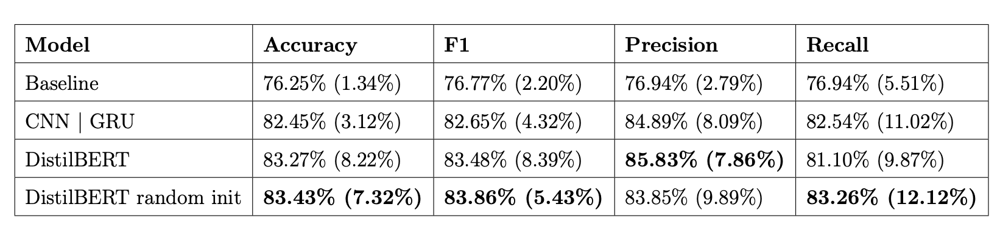 Model Accuracy F1 Precision Recall
Baseline 76.25% (1.34%) 76.77% (2.20%) 76.94% (2.79%) 76.94% (5.51%)
CNN | GRU 82.45% (3.12%) 82.65% (4.32%) 84.89% (8.09%) 82.54% (11.02%)
DistilBERT 83.27% (8.22%) 83.48% (8.39%) 85.83% (7.86%) 81.10% (9.87%)
DistilBERT random init 83.43% (7.32%) 83.86% (5.43%) 83.85% (9.89%) 83.26% (12.12%)